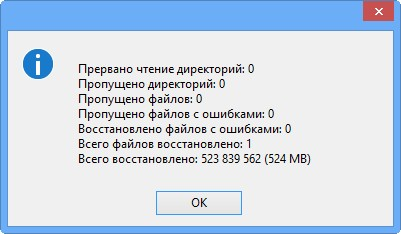 Прервано чтение директорий: 0
Пропущено директорий: 0
Пропущено файлов: 0
Пропущено файлов с ошибками: 0
Восстановлено файлов с ошибками: 0
Всего файлов восстановлено: 1
Всего восстановлено: 523 839 562 (524 MB)
OK